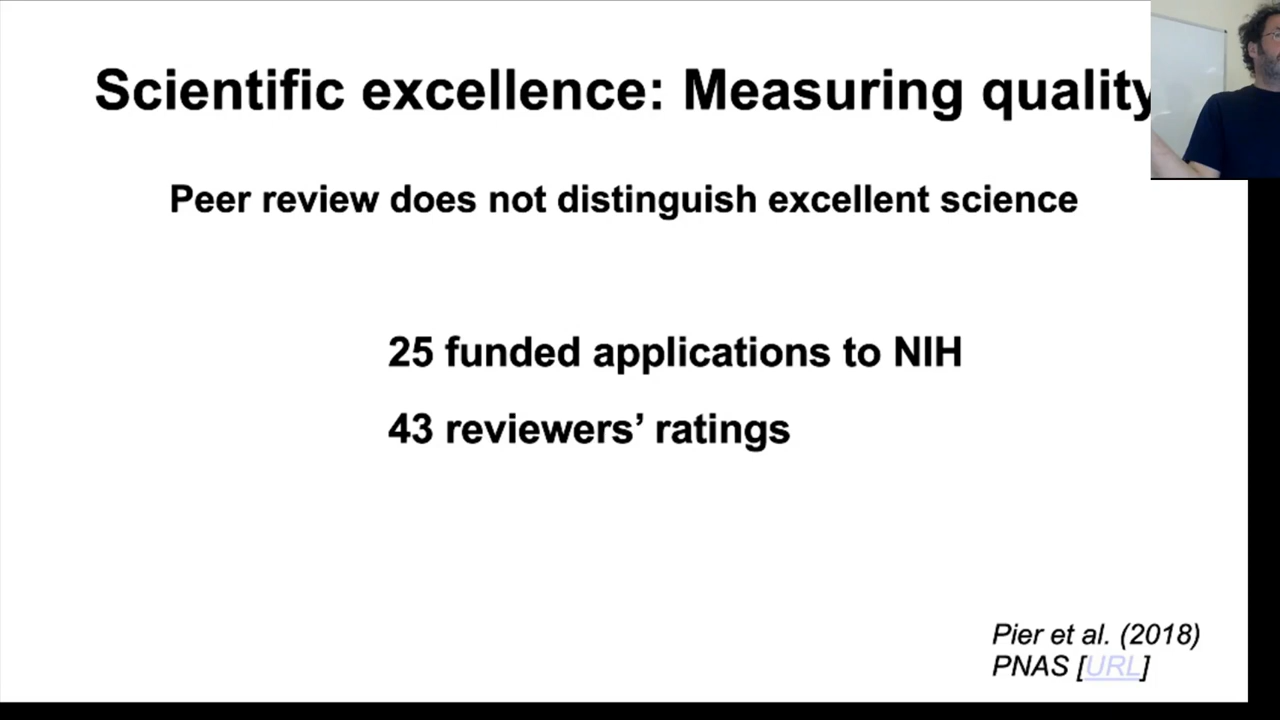 Scientific excellence: Measuring quality
Peer review does not distinguish excellent science
25 funded applications to NIH
43 reviewers’ ratings
Pier et al. (2018)
PNAS [URL]